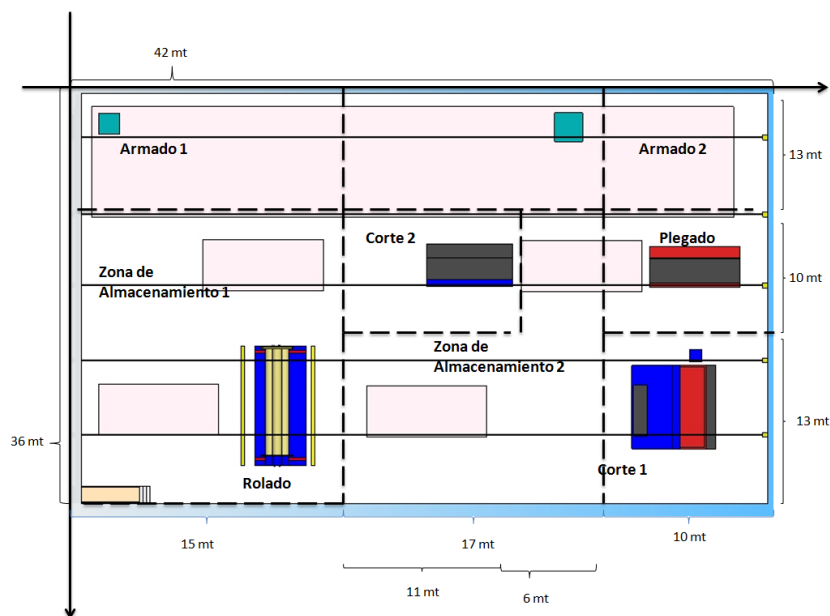 42 mt
Armado 1
Armado 2
13 mt
Corte 2
Plegado
Zona de
Almacenamiento 1
10 mt
Zona de
Almacenamiento 2
13 mt
36 mt
Corte 1
Rolado
15 mt
17 mt
10 mt
11 mt
6 mt